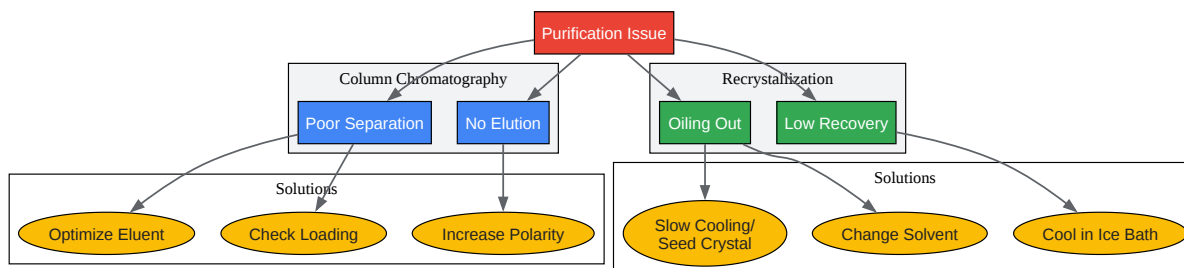 Purification Issue
Column Chromatography
Recrystallization
Poor Separation
No Elution
Oiling Out
Low Recovery
Solutions
Solutions
Optimize Eluent
Check Loading
Increase Polarity
Slow Cooling/
Seed Crystal
Change Solvent
Cool in Ice Bath